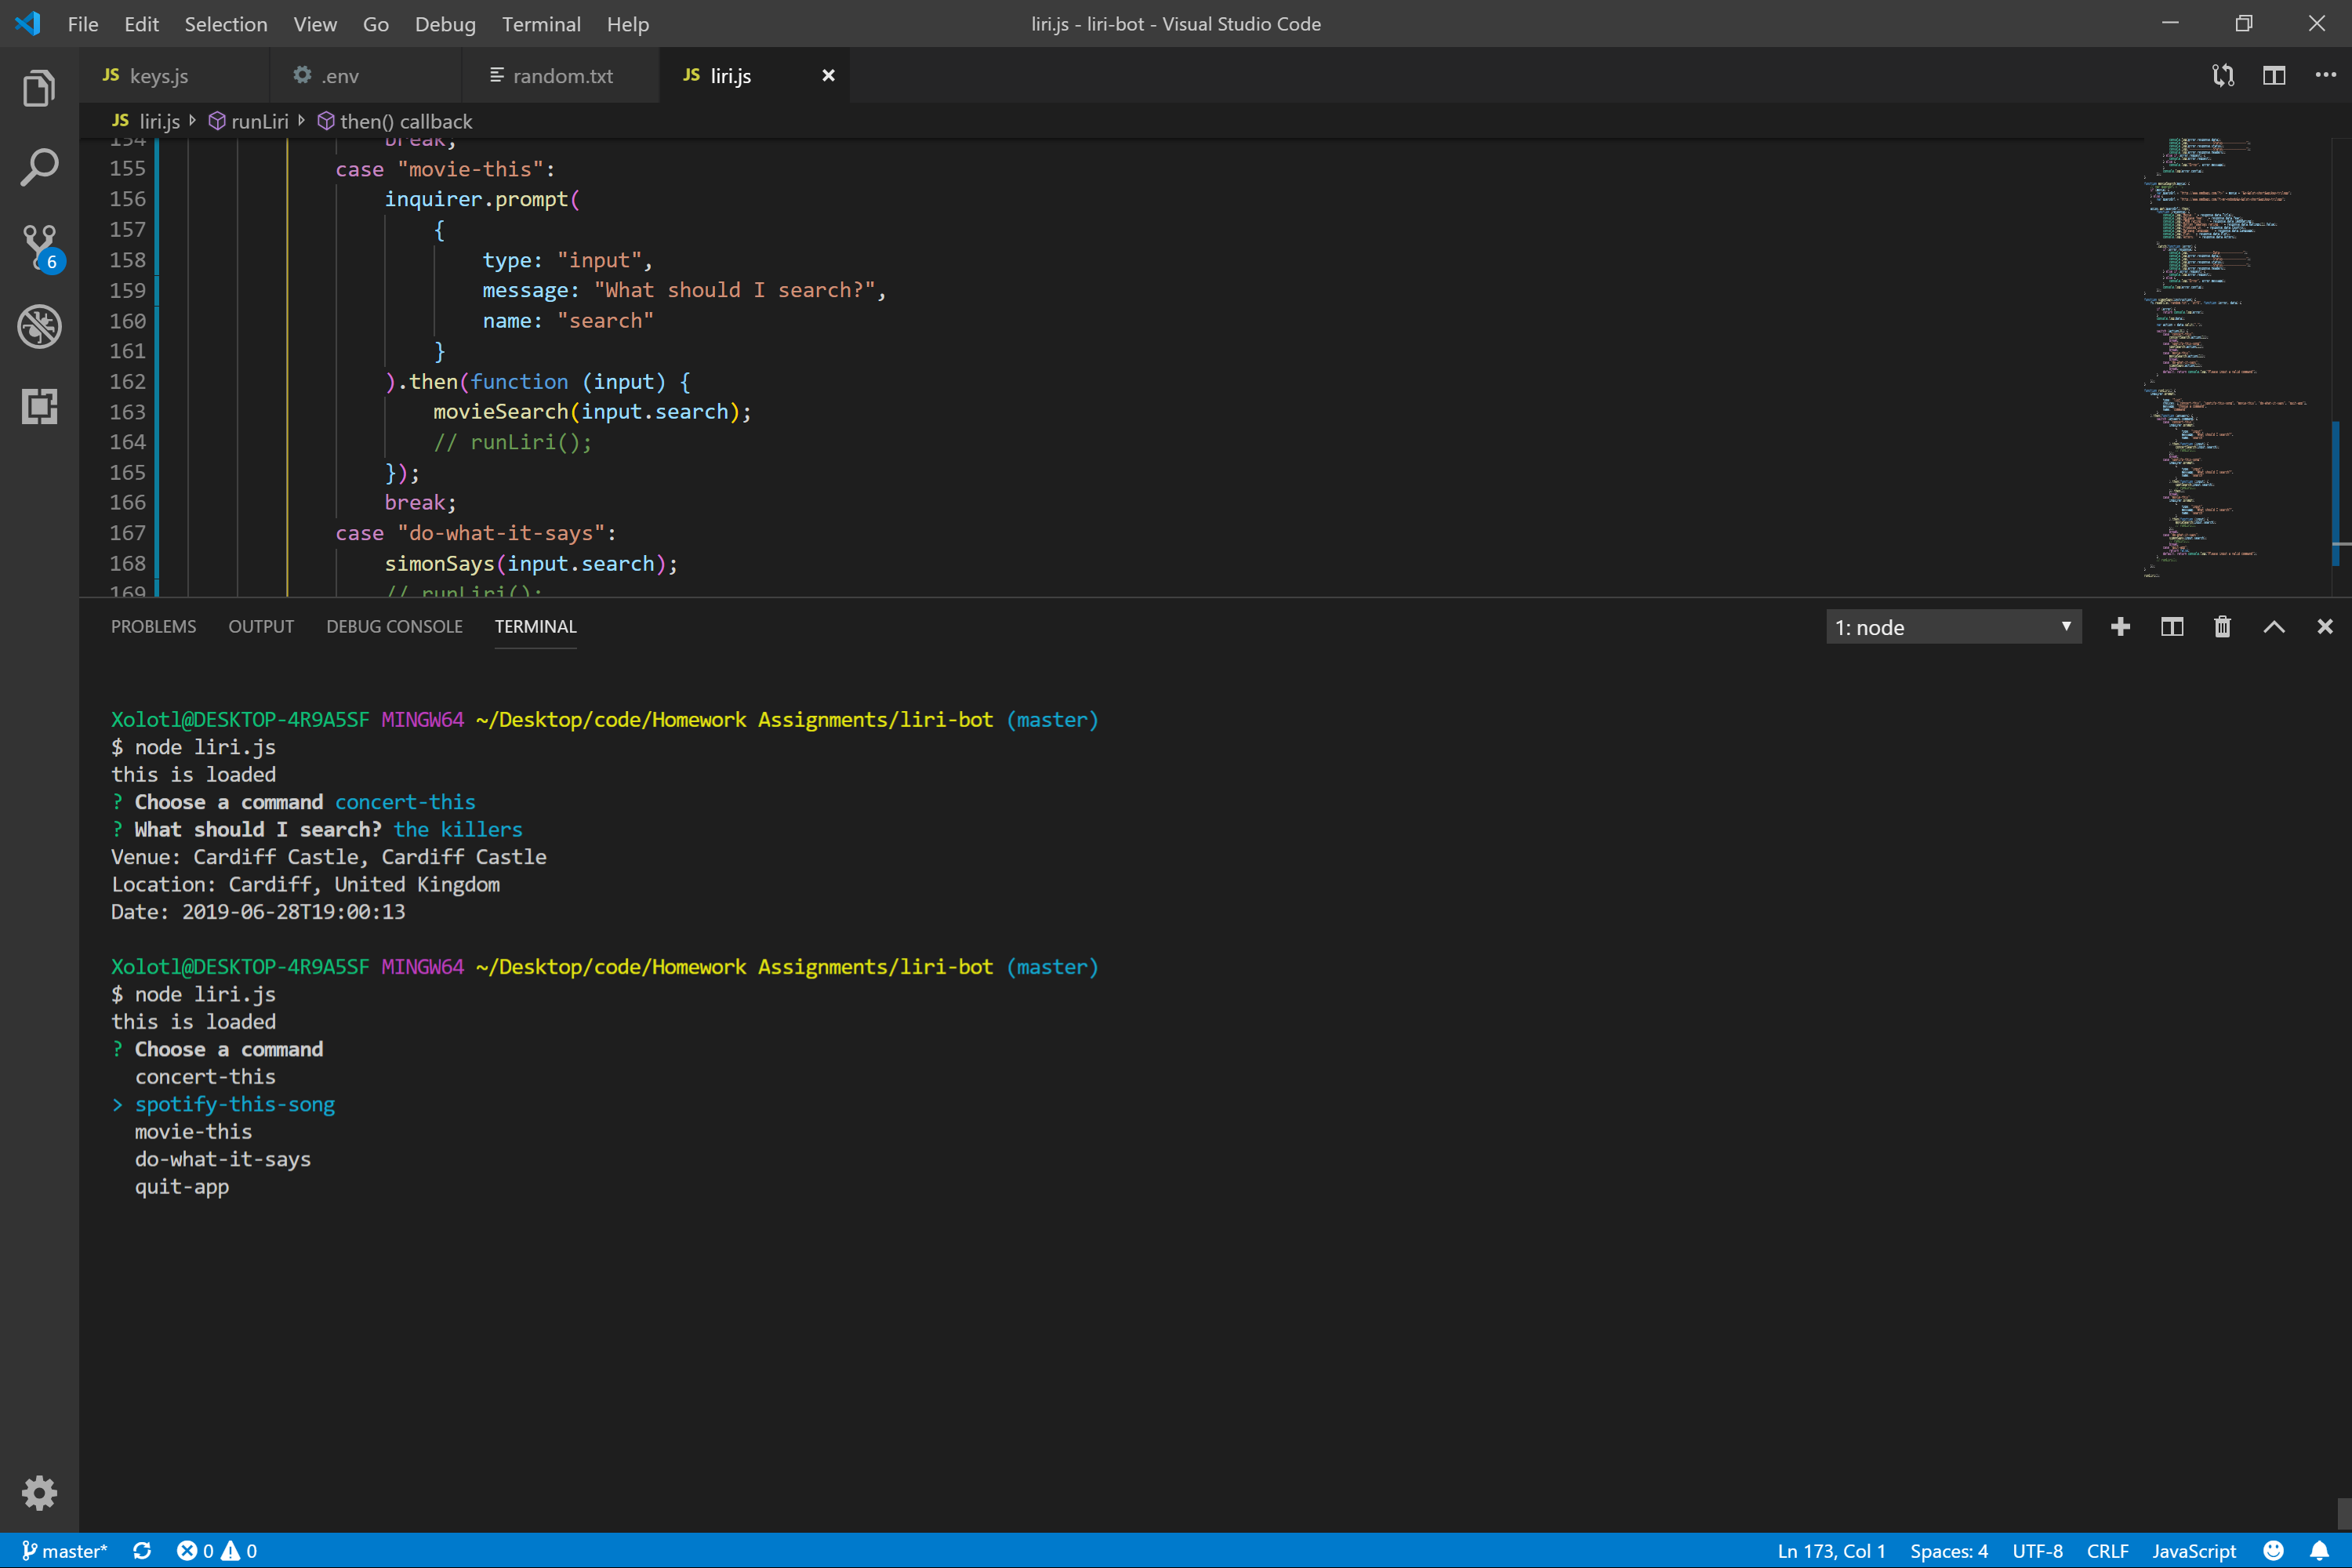 File Edit Selection View Go Debug Terminal Help
liri.js - liri-bot - Visual Studio Code
JS keys.js
.env
random.txt
JS liri.js
JS liri.js runLiri then() callback
154 break;
155 case "movie-this":
156 inquirer.prompt(
157 {
158 type: "input",
159 message: "What should I search?",
160 name: "search"
161 }
162 ).then(function (input) {
163 movieSearch(input.search);
164 // runLiri();
165 });
166 break;
167 case "do-what-it-says":
168 simonSays(input.search);
169 // runLiri();
6
PROBLEMS OUTPUT DEBUG CONSOLE TERMINAL
1: node
Xolotl@DESKTOP-4R9A5SF MINGW64 ~/Desktop/code/Homework Assignments/liri-bot (master)
$ node liri.js
this is loaded
? Choose a command concert-this
? What should I search? the killers
Venue: Cardiff Castle, Cardiff Castle
Location: Cardiff, United Kingdom
Date: 2019-06-28T19:00:13
Xolotl@DESKTOP-4R9A5SF MINGW64 ~/Desktop/code/Homework Assignments/liri-bot (master)
$ node liri.js
this is loaded
? Choose a command
concert-this
> spotify-this-song
movie-this
do-what-it-says
quit-app
master* 0 0
Ln 173, Col 1 Spaces: 4 UTF-8 CRLF JavaScript